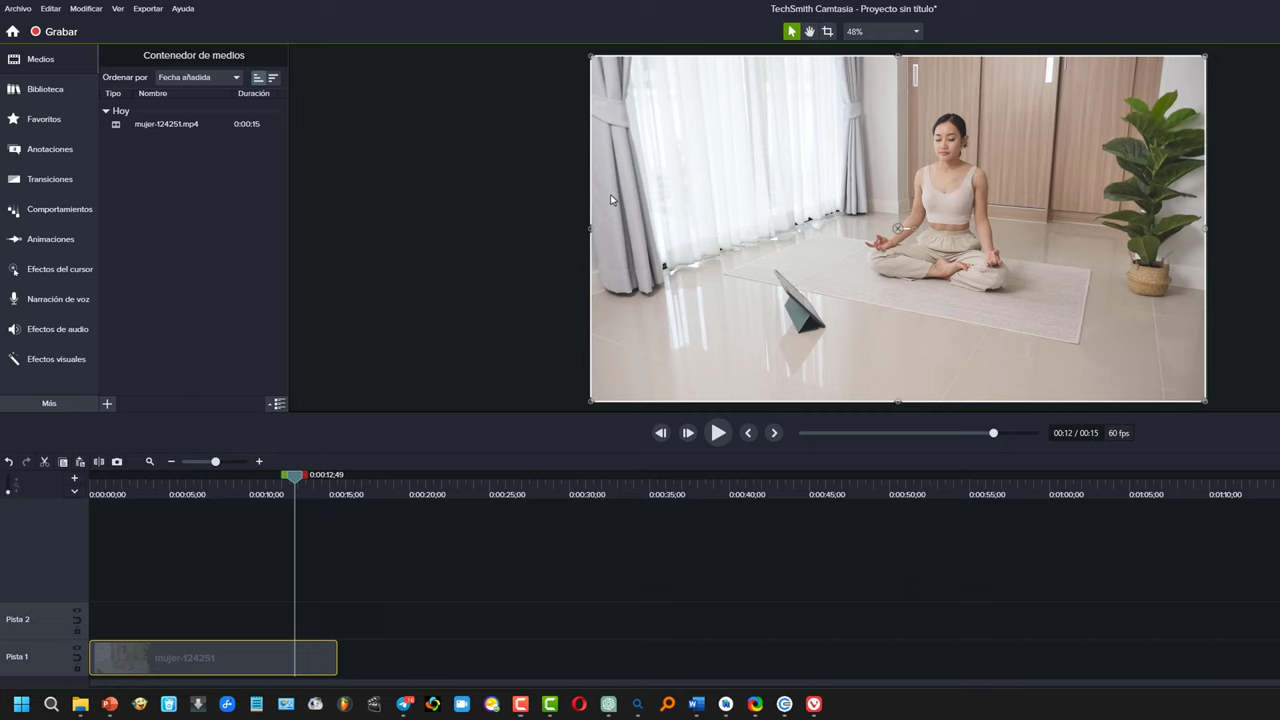 Archivo Editar Modificar Ver Exportar Ayuda
TechSmith Camtasia - Proyecto sin título*
Grabar
48%
Medios
Biblioteca
Favoritos
Anotaciones
Transiciones
Comportamientos
Animaciones
Efectos del cursor
Narración de voz
Efectos de audio
Efectos visuales
Más
Contenedor de medios
Ordenar por Fecha añadida
Tipo Nombre Duración
Hoy
mujer-124251.mp4 0:00:15
00:12 / 00:15 60 fps
0:00:12;49
0:00:00;00 0:00:05;00 0:00:10;00 0:00:15;00 0:00:20;00 0:00:25;00 0:00:30;00 0:00:35;00 0:00:40;00 0:00:45;00 0:00:50;00 0:00:55;00 0:01:00;00 0:01:05;00 0:01:10;00
Pista 2
Pista 1
mujer-124251